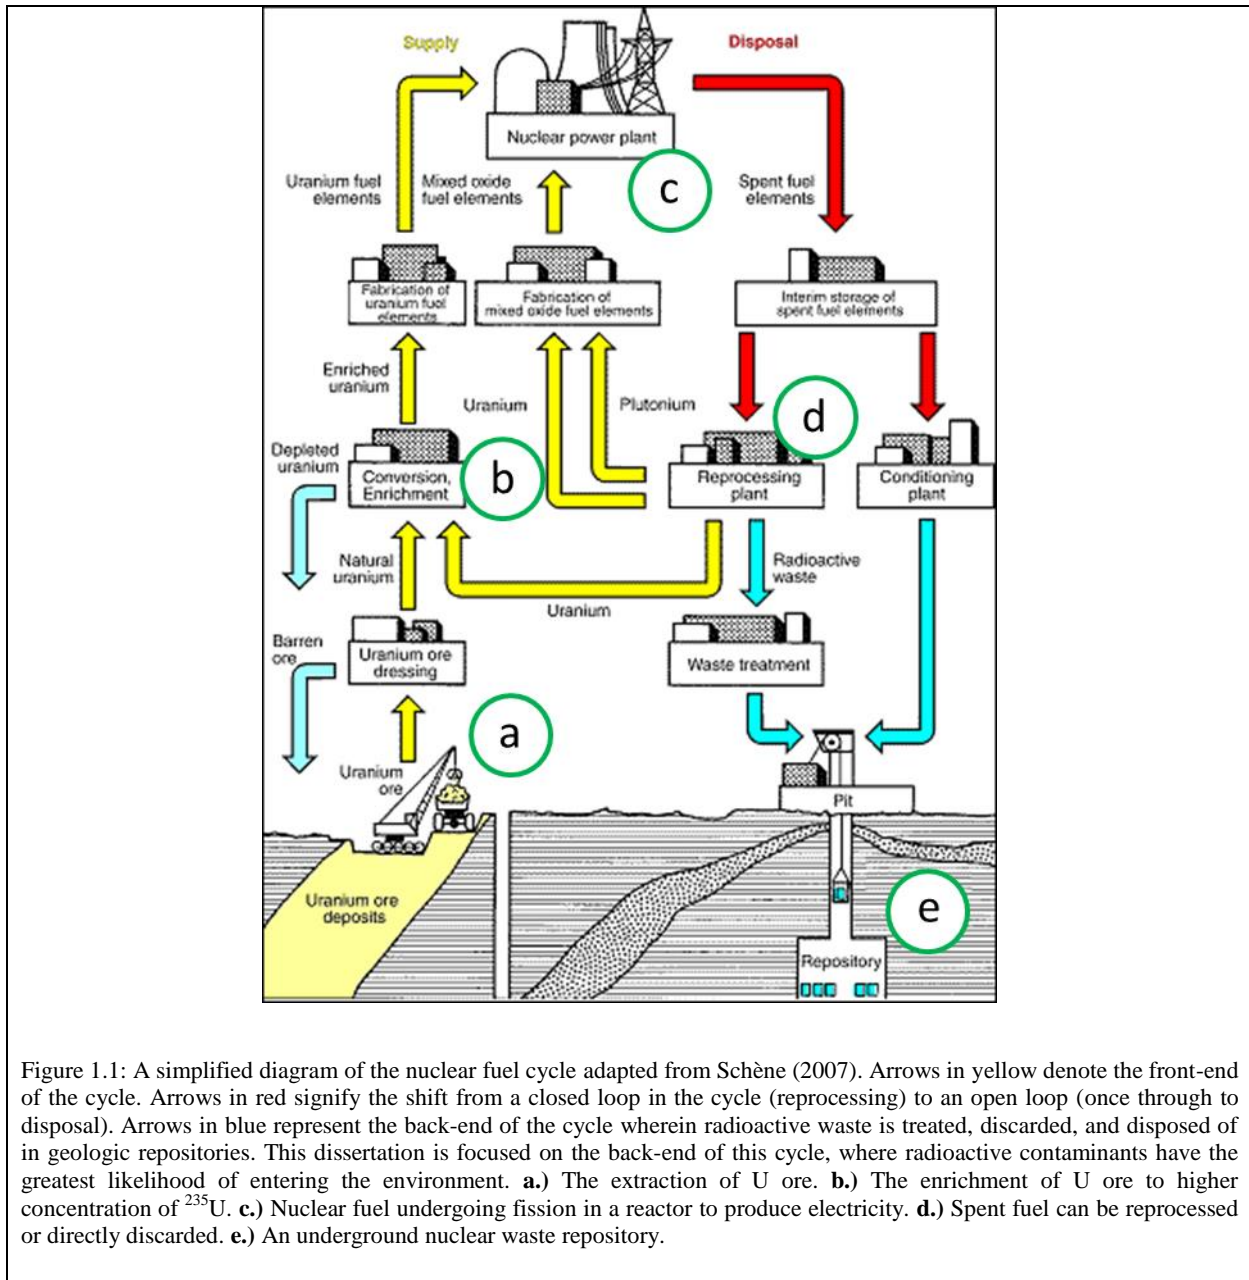 Supply
Disposal
Nuclear power plant
c
Uranium fuel
elements
Mixed oxide
fuel elements
Spent fuel
elements
Fabrication of
uranium fuel
elements
Fabrication of
mixed oxide fuel elements
Interim storage of
spent fuel elements
Enriched
uranium
Uranium
Plutonium
d
Depleted
uranium
Conversion,
Enrichment
b
Reprocessing
plant
Conditioning
plant
Natural
uranium
Radioactive
waste
Uranium
Barren
ore
Uranium ore
dressing
Waste treatment
a
Uranium
ore
Pit
Uranium ore
deposits
e
Repository
Figure 1.1: A simplified diagram of the nuclear fuel cycle adapted from Schène (2007). Arrows in yellow denote the front-end
of the cycle. Arrows in red signify the shift from a closed loop in the cycle (reprocessing) to an open loop (once through to
disposal). Arrows in blue represent the back-end of the cycle wherein radioactive waste is treated, discarded, and disposed of
in geologic repositories. This dissertation is focused on the back-end of this cycle, where radioactive contaminants have the
greatest likelihood of entering the environment. a.) The extraction of U ore. b.) The enrichment of U ore to higher
concentration of ²³⁵U. c.) Nuclear fuel undergoing fission in a reactor to produce electricity. d.) Spent fuel can be reprocessed
or directly discarded. e.) An underground nuclear waste repository.